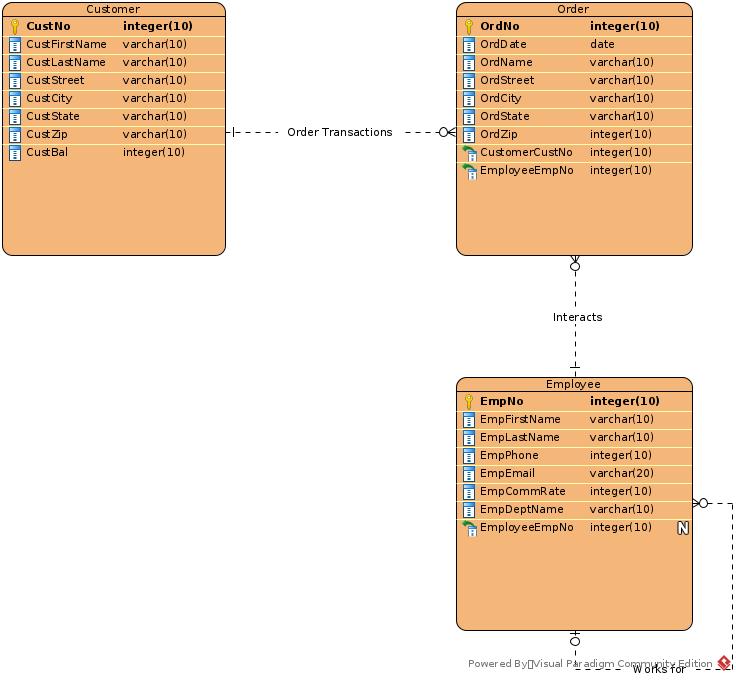 Customer
CustNo integer(10)
CustFirstName varchar(10)
CustLastName varchar(10)
CustStreet varchar(10)
CustCity varchar(10)
CustState varchar(10)
CustZip varchar(10)
CustBal integer(10)
Order Transactions
Order
OrdNo integer(10)
OrdDate date
OrdName varchar(10)
OrdStreet varchar(10)
OrdCity varchar(10)
OrdState varchar(10)
OrdZip integer(10)
CustomerCustNo integer(10)
EmployeeEmpNo integer(10)
Interacts
Employee
EmpNo integer(10)
EmpFirstName varchar(10)
EmpLastName varchar(10)
EmpPhone integer(10)
EmpEmail varchar(20)
EmpCommRate integer(10)
EmpDeptName varchar(10)
EmployeeEmpNo integer(10) N
Powered By▯Visual Paradigm Community Edition
Works for